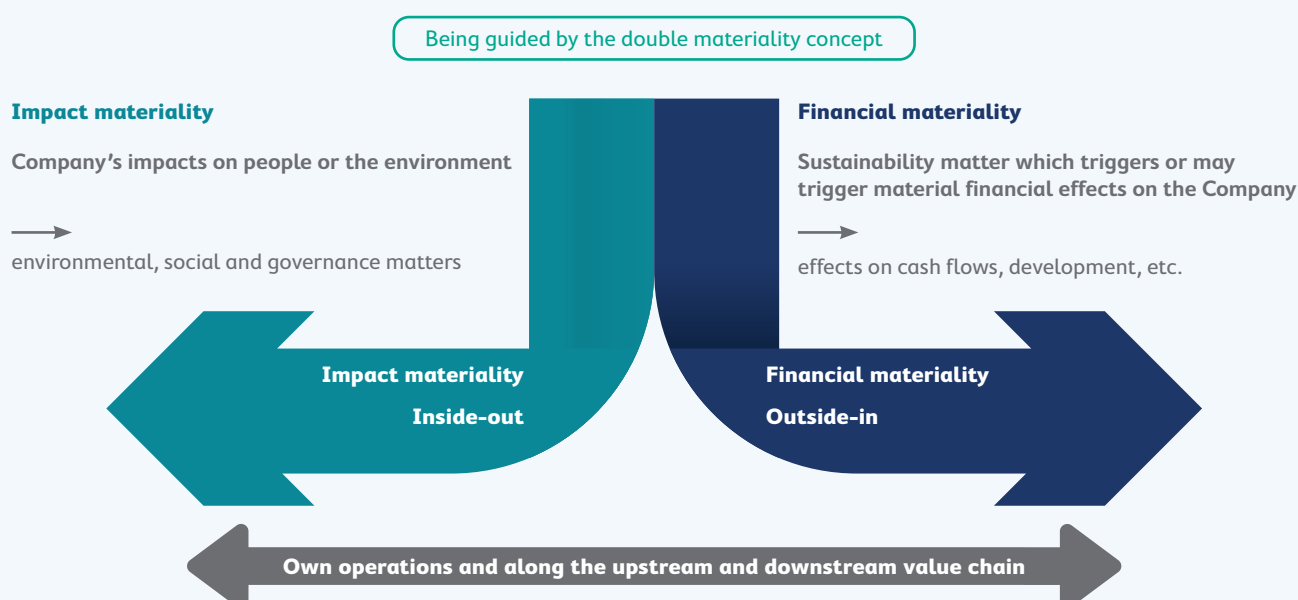 Being guided by the double materiality concept
Impact materiality
Company’s impacts on people or the environment
environmental, social and governance matters
Financial materiality
Sustainability matter which triggers or may
trigger material financial effects on the Company
effects on cash flows, development, etc.
Impact materiality
Inside-out
Financial materiality
Outside-in
Own operations and along the upstream and downstream value chain